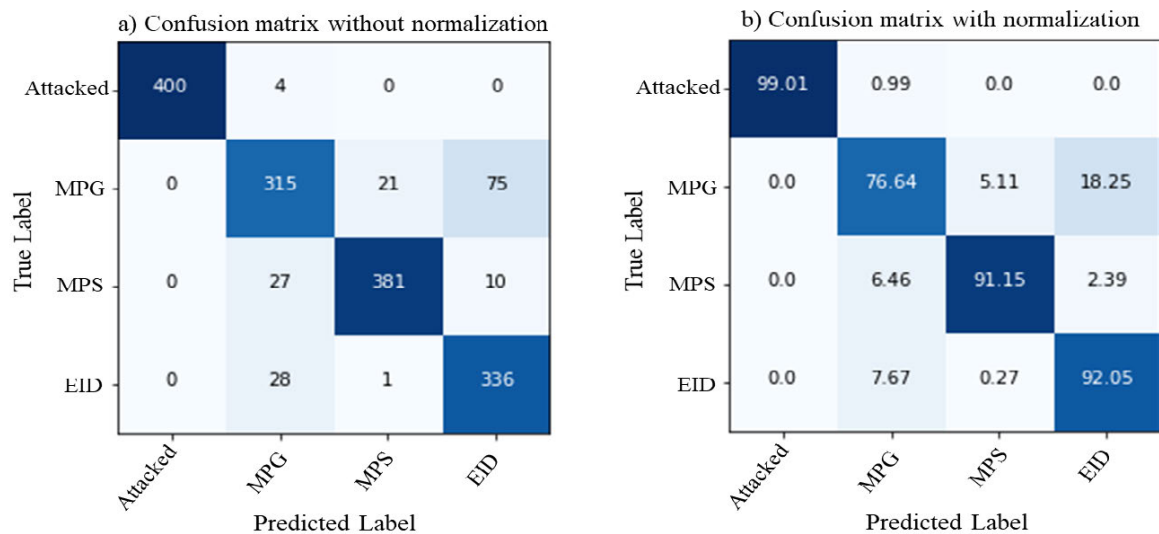 a) Confusion matrix without normalization
True Label
Attacked 400 4 0 0
MPG 0 315 21 75
MPS 0 27 381 10
EID 0 28 1 336
Attacked MPG MPS EID
Predicted Label
b) Confusion matrix with normalization
True Label
Attacked 99.01 0.99 0.0 0.0
MPG 0.0 76.64 5.11 18.25
MPS 0.0 6.46 91.15 2.39
EID 0.0 7.67 0.27 92.05
Attacked MPG MPS EID
Predicted Label